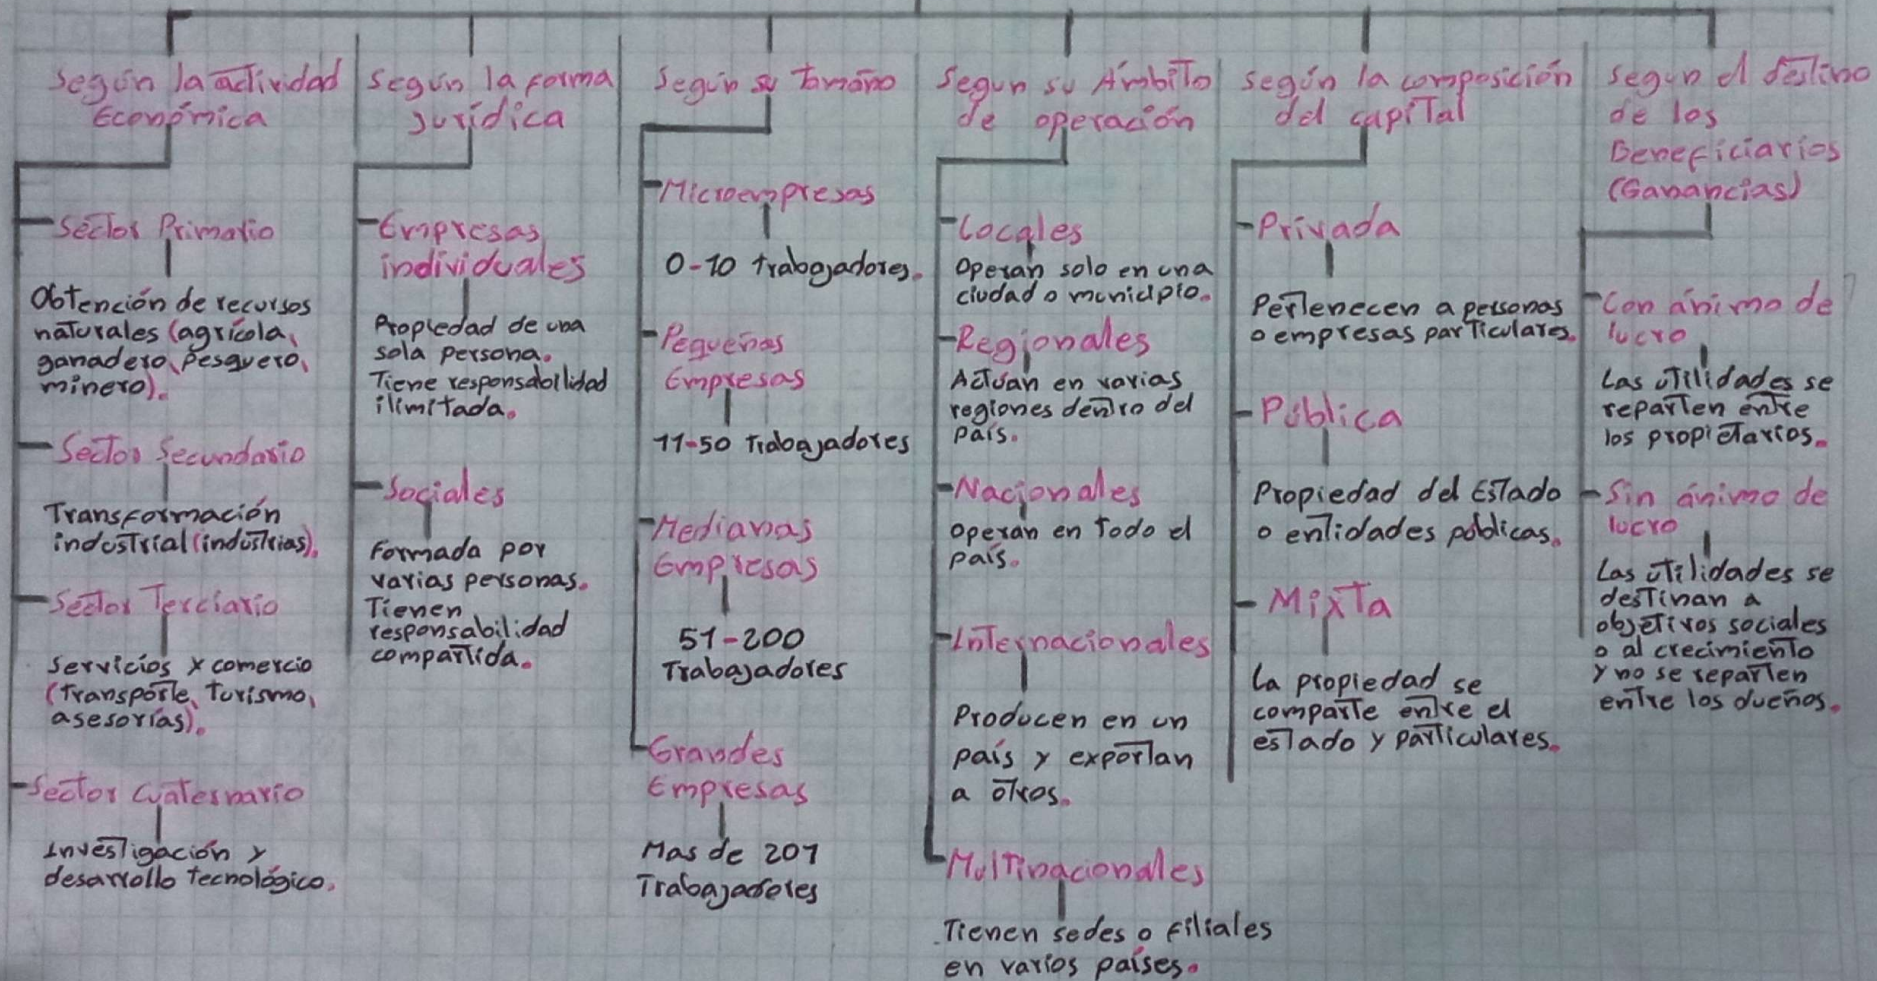 Según la actividad
Económica
Sector Primario
Obtención de recursos
naturales (agrícola,
ganadero, pesquero,
minero).
Sector Secundario
Transformación
industrial (industrias).
Sector Terciario
Servicios y comercio
(Transporte, Turismo,
asesorías).
Sector Cuaternario
Investigación y
desarrollo Tecnológico.
Según la forma
Jurídica
Empresas
individuales
Propiedad de una
sola persona.
Tiene responsabilidad
ilimitada.
Sociales
Formada por
varias personas.
Tienen
responsabilidad
compartida.
Según su Tamaño
Microempresas
0-10 trabajadores.
Pequeñas
Empresas
11-50 Trabajadores
Medianas
Empresas
51-200
Trabajadores
Grandes
Empresas
Mas de 201
Trabajadores
Segun su Ámbito
de operación
Locales
Operan solo en una
ciudad o municipio.
Regionales
Actúan en varias
regiones dentro del
país.
Nacionales
Operan en Todo el
país.
Internacionales
Producen en un
país y exportan
a otros.
Multinacionales
Tienen sedes o filiales
en varios países.
Según la composición
del capital
Privada
Pertenecen a personas
o empresas particulares.
Pública
Propiedad del Estado
o entidades públicas.
Mixta
La propiedad se
comparte entre el
estado y particulares.
Segun el destino
de los
Beneficiarios
(Ganancias)
Con ánimo de
lucro
Las utilidades se
reparten entre
los propietarios.
Sin ánimo de
lucro
Las utilidades se
destinan a
objetivos sociales
o al crecimiento
y no se reparten
entre los dueños.